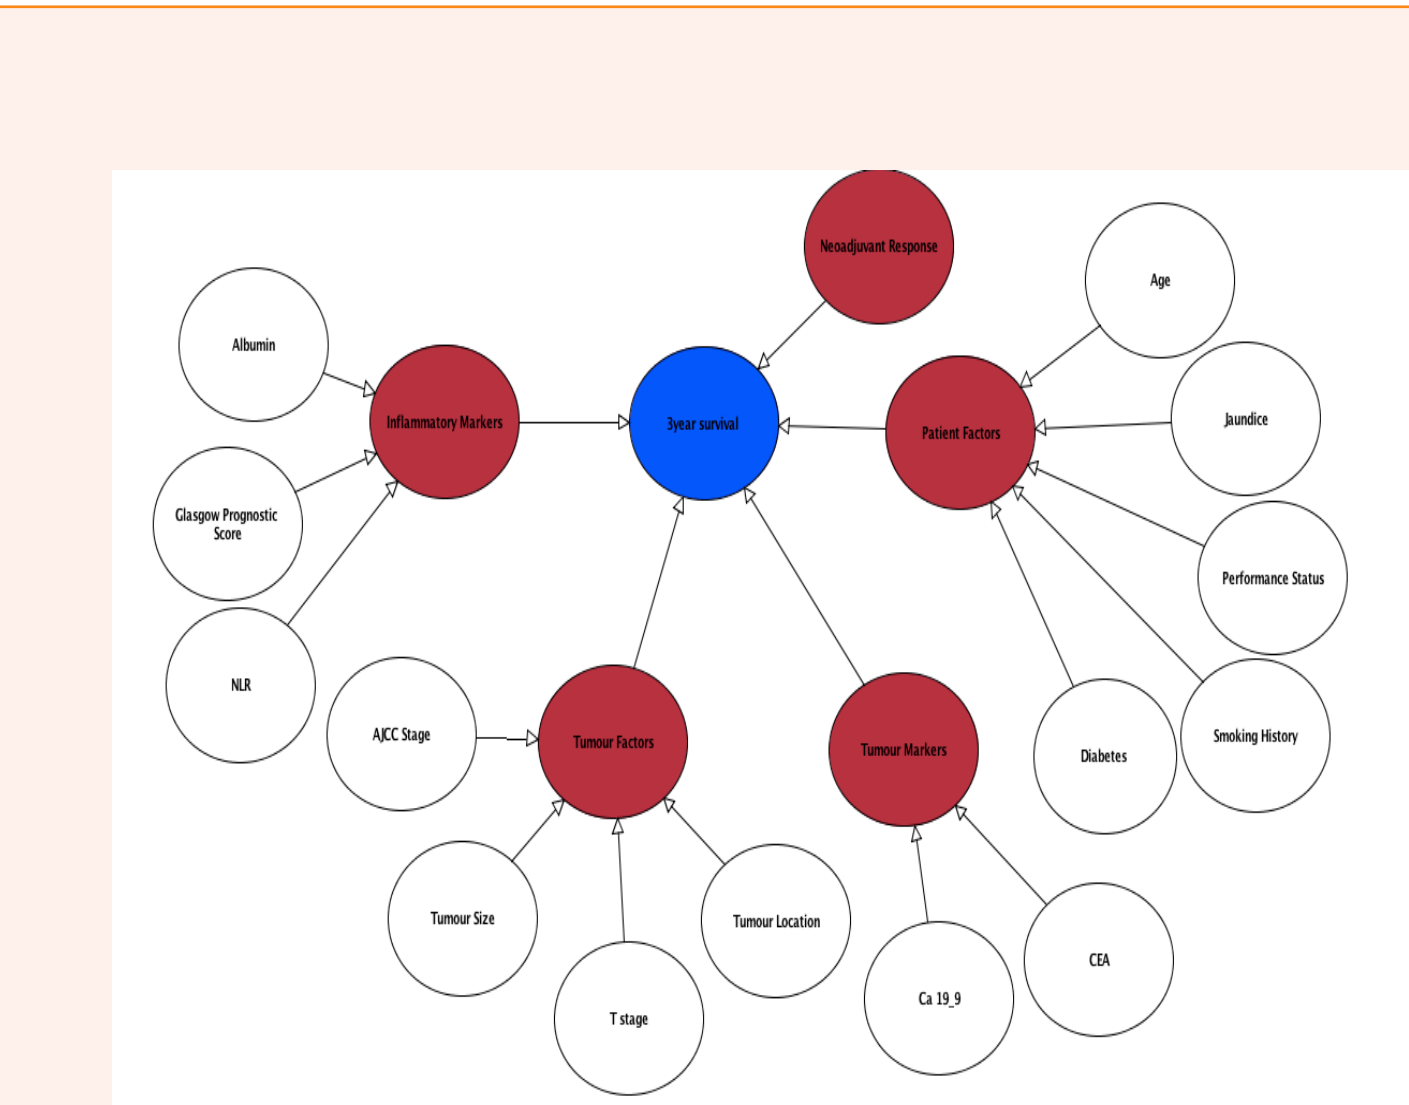 Neoadjuvant Response
Age
Albumin
Inflammatory Markers
3year survival
Patient Factors
Jaundice
Glasgow Prognostic
Score
Performance Status
NLR
AJCC Stage
Tumour Factors
Tumour Markers
Diabetes
Smoking History
Tumour Size
Tumour Location
T stage
Ca 19_9
CEA